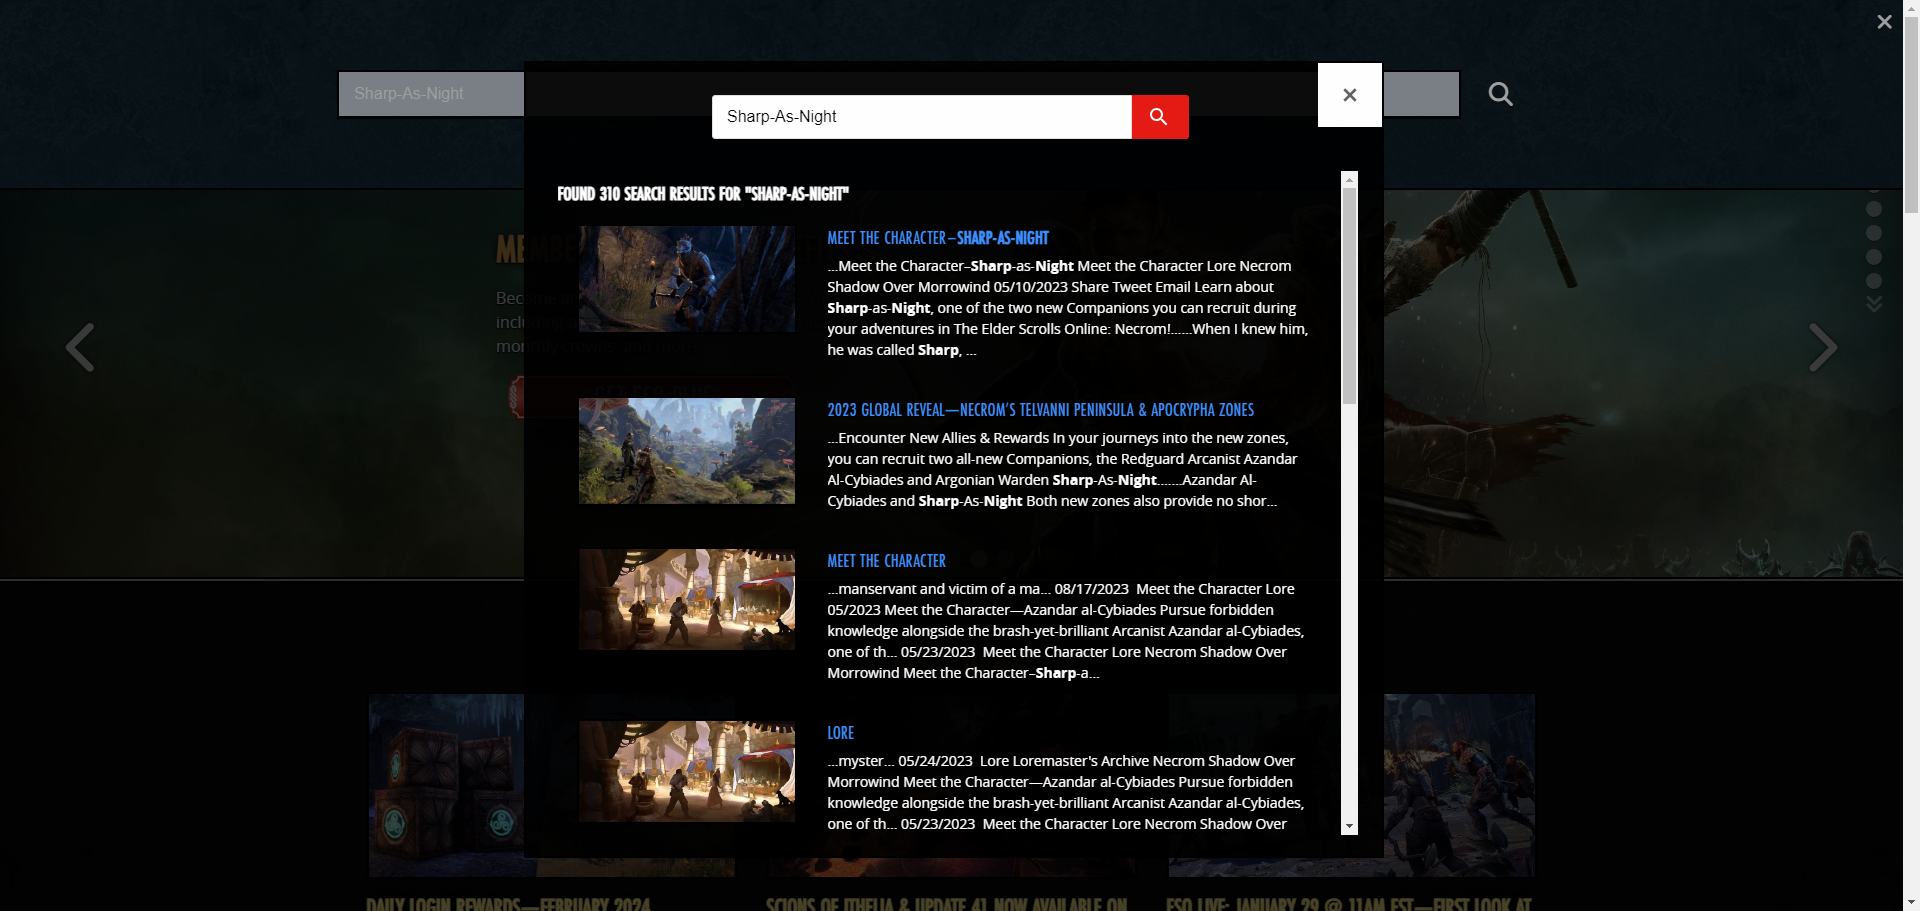 Sharp-As-Night
Sharp-As-Night
FOUND 310 SEARCH RESULTS FOR "SHARP-AS-NIGHT"
MEET THE CHARACTER–SHARP-AS-NIGHT
...Meet the Character–Sharp-as-Night Meet the Character Lore Necrom
Shadow Over Morrowind 05/10/2023 Share Tweet Email Learn about
Sharp-as-Night, one of the two new Companions you can recruit during
your adventures in The Elder Scrolls Online: Necrom!......When I knew him,
he was called Sharp, ...
2023 GLOBAL REVEAL—NECROM'S TELVANNI PENINSULA & APOCRYPHA ZONES
...Encounter New Allies & Rewards In your journeys into the new zones,
you can recruit two all-new Companions, the Redguard Arcanist Azandar
Al-Cybiades and Argonian Warden Sharp-As-Night.......Azandar Al-
Cybiades and Sharp-As-Night Both new zones also provide no shor...
MEET THE CHARACTER
...manservant and victim of a ma... 08/17/2023 Meet the Character Lore
05/2023 Meet the Character—Azandar al-Cybiades Pursue forbidden
knowledge alongside the brash-yet-brilliant Arcanist Azandar al-Cybiades,
one of th... 05/23/2023 Meet the Character Lore Necrom Shadow Over
Morrowind Meet the Character–Sharp-a...
LORE
...myster... 05/24/2023 Lore Loremaster's Archive Necrom Shadow Over
Morrowind Meet the Character—Azandar al-Cybiades Pursue forbidden
knowledge alongside the brash-yet-brilliant Arcanist Azandar al-Cybiades,
one of th... 05/23/2023 Meet the Character Lore Necrom Shadow Over
DAILY LOGIN REWARDS—FEBRUARY 2024
SCIONS OF ITHELIA & UPDATE 41 NOW AVAILABLE ON
ESO LIVE: JANUARY 29 @ 11AM EST—FIRST LOOK AT